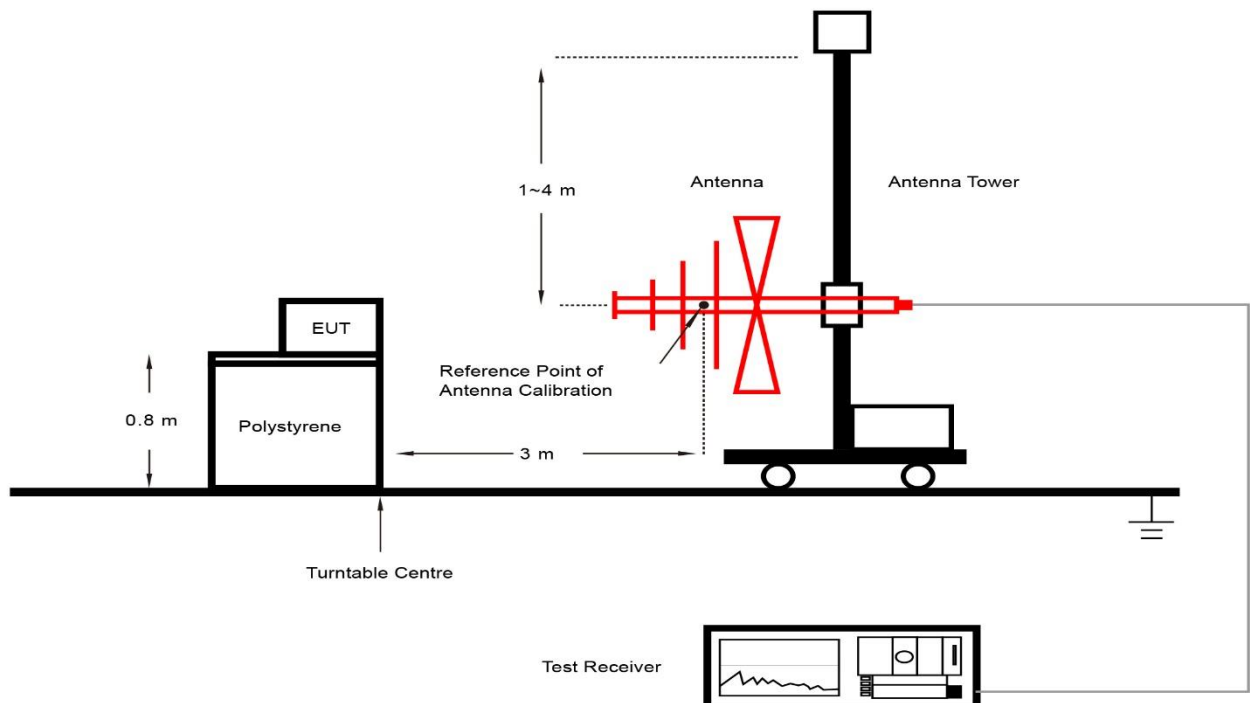 1~4 m
Antenna
Antenna Tower
EUT
Reference Point of
Antenna Calibration
0.8 m
Polystyrene
3 m
Turntable Centre
Test Receiver